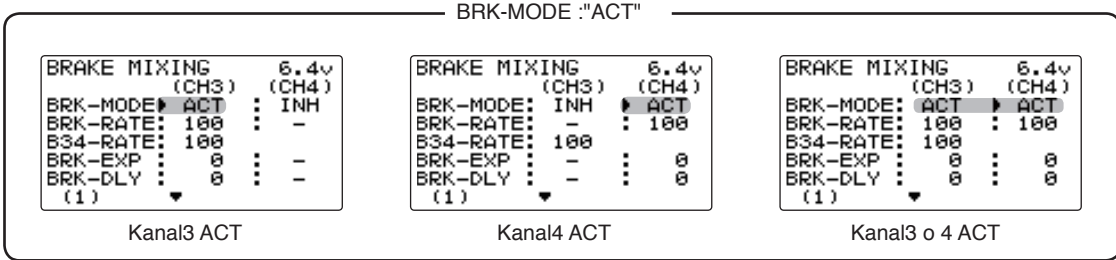 BRK-MODE :"ACT"
BRAKE MIXING 6.4v
(CH3) (CH4)
BRK-MODE▶ ACT : INH
BRK-RATE: 100 : -
B34-RATE: 100
BRK-EXP : 0 : -
BRK-DLY : 0 : -
(1) ▼
Kanal3 ACT
BRAKE MIXING 6.4v
(CH3) (CH4)
BRK-MODE: INH ▶ ACT
BRK-RATE: - : 100
B34-RATE: 100
BRK-EXP : - : 0
BRK-DLY : - : 0
(1) ▼
Kanal4 ACT
BRAKE MIXING 6.4v
(CH3) (CH4)
BRK-MODE: ACT ▶ ACT
BRK-RATE: 100 : 100
B34-RATE: 100
BRK-EXP : 0 : 0
BRK-DLY : 0 : 0
(1) ▼
Kanal3 o 4 ACT